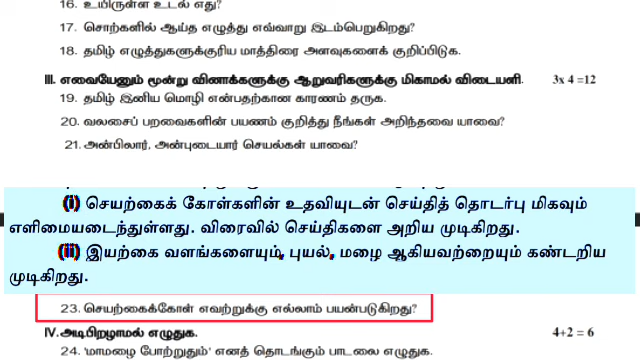 16. உயிருள்ள உடல் எது?
17. சொற்களில் ஆய்த எழுத்து எவ்வாறு இடம்பெறுகிறது?
18. தமிழ் எழுத்துகளுக்குரிய மாத்திரை அளவுகளைக் குறிப்பிடுக.
III. எவையேனும் மூன்று வினாக்களுக்கு ஆறுவரிகளுக்கு மிகாமல் விடையளி. 3x 4 =12
19. தமிழ் இனிய மொழி என்பதற்கான காரணம் தருக.
20. வலசைப் பறவைகளின் பயணம் குறித்து நீங்கள் அறிந்தவை யாவை?
21. அன்பிலார், அன்புடையார் செயல்கள் யாவை?
(i) செயற்கைக் கோள்களின் உதவியுடன் செய்தித் தொடர்பு மிகவும்
எளிமையடைந்துள்ளது. விரைவில் செய்திகளை அறிய முடிகிறது.
(ii) இயற்கை வளங்களையும், புயல், மழை ஆகியவற்றையும் கண்டறிய
முடிகிறது.
23. செயற்கைக்கோள் எவற்றுக்கு எல்லாம் பயன்படுகிறது?
IV. அடிபிறழாமல் எழுதுக. 4+2 = 6
24. 'மாமழை போற்றுதும்' எனத் தொடங்கும் பாடலை எழுதுக.